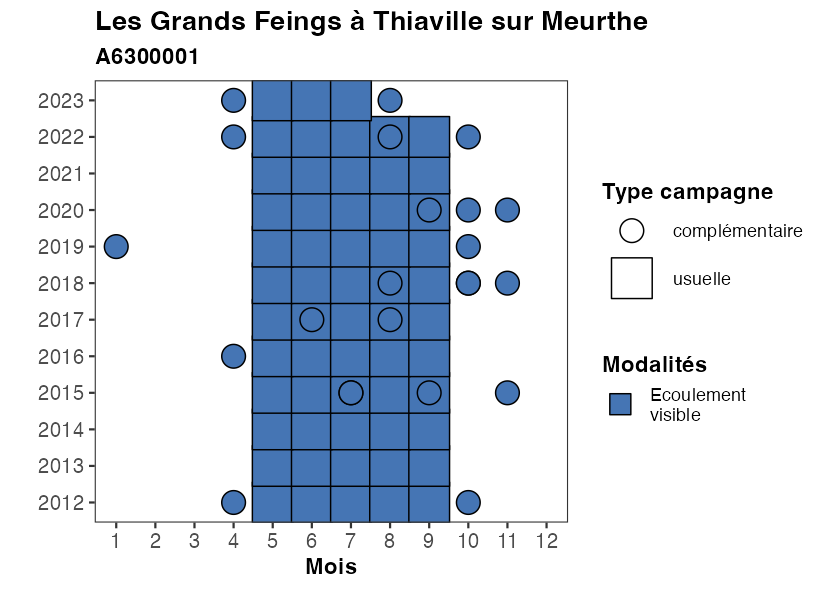 Les Grands Feings à Thiaville sur Meurthe
A6300001
2023
2022
2021
2020
2019
2018
2017
2016
2015
2014
2013
2012
1 2 3 4 5 6 7 8 9 10 11 12
Mois
Type campagne
complémentaire
usuelle
Modalités
Ecoulement
visible